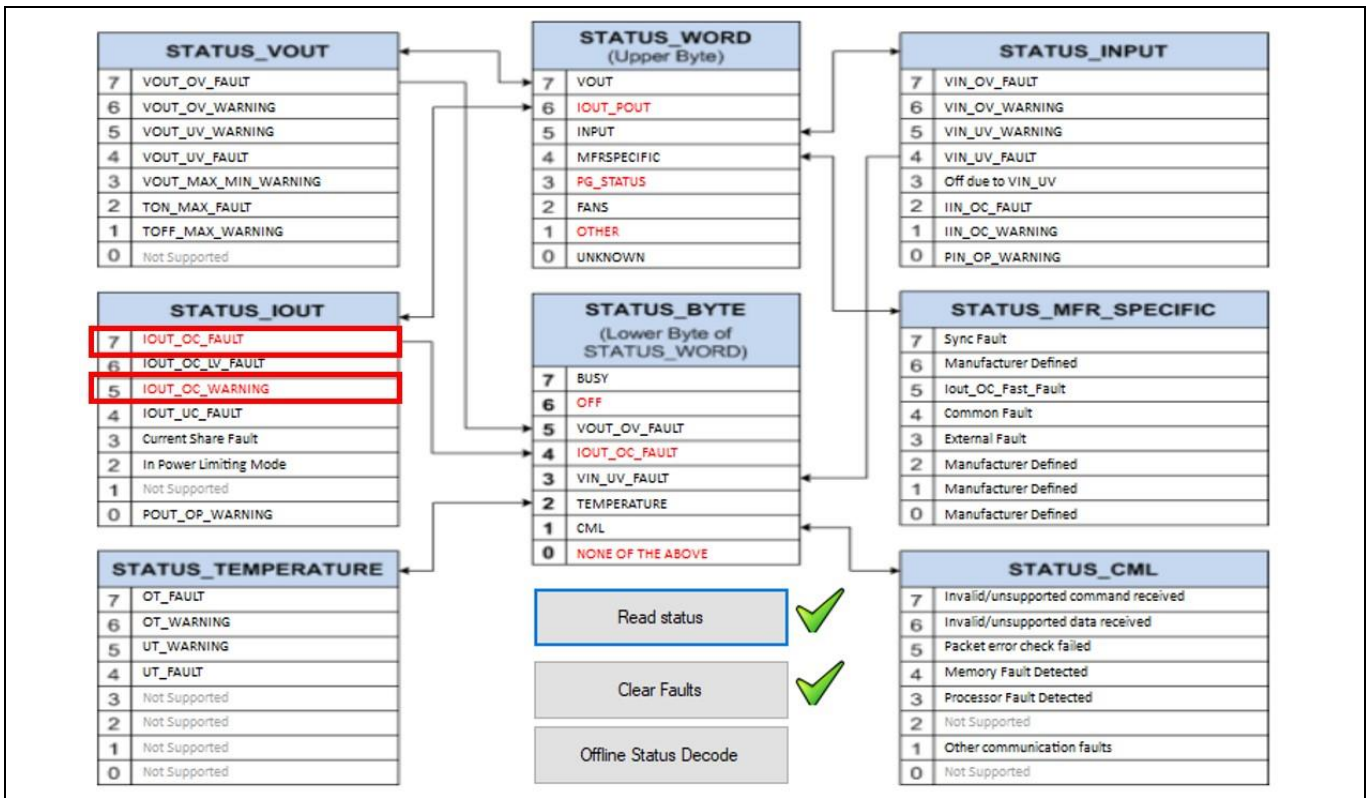 STATUS_VOUT
7 VOUT_OV_FAULT
6 VOUT_OV_WARNING
5 VOUT_UV_WARNING
4 VOUT_UV_FAULT
3 VOUT_MAX_MIN_WARNING
2 TON_MAX_FAULT
1 TOFF_MAX_WARNING
0 Not Supported
STATUS_WORD
(Upper Byte)
7 VOUT
6 IOUT_POUT
5 INPUT
4 MFRSPECIFIC
3 PG_STATUS
2 FANS
1 OTHER
0 UNKNOWN
STATUS_INPUT
7 VIN_OV_FAULT
6 VIN_OV_WARNING
5 VIN_UV_WARNING
4 VIN_UV_FAULT
3 Off due to VIN_UV
2 IIN_OC_FAULT
1 IIN_OC_WARNING
0 PIN_OP_WARNING
STATUS_IOUT
7 IOUT_OC_FAULT
6 IOUT_OC_LV_FAULT
5 IOUT_OC_WARNING
4 IOUT_UC_FAULT
3 Current Share Fault
2 In Power Limiting Mode
1 Not Supported
0 POUT_OP_WARNING
STATUS_BYTE
(Lower Byte of
STATUS_WORD)
7 BUSY
6 OFF
5 VOUT_OV_FAULT
4 IOUT_OC_FAULT
3 VIN_UV_FAULT
2 TEMPERATURE
1 CML
0 NONE OF THE ABOVE
STATUS_MFR_SPECIFIC
7 Sync Fault
6 Manufacturer Defined
5 Iout_OC_Fast_Fault
4 Common Fault
3 External Fault
2 Manufacturer Defined
1 Manufacturer Defined
0 Manufacturer Defined
STATUS_TEMPERATURE
7 OT_FAULT
6 OT_WARNING
5 UT_WARNING
4 UT_FAULT
3 Not Supported
2 Not Supported
1 Not Supported
0 Not Supported
Read status
Clear Faults
Offline Status Decode
STATUS_CML
7 Invalid/unsupported command received
6 Invalid/unsupported data received
5 Packet error check failed
4 Memory Fault Detected
3 Processor Fault Detected
2 Not Supported
1 Other communication faults
0 Not Supported